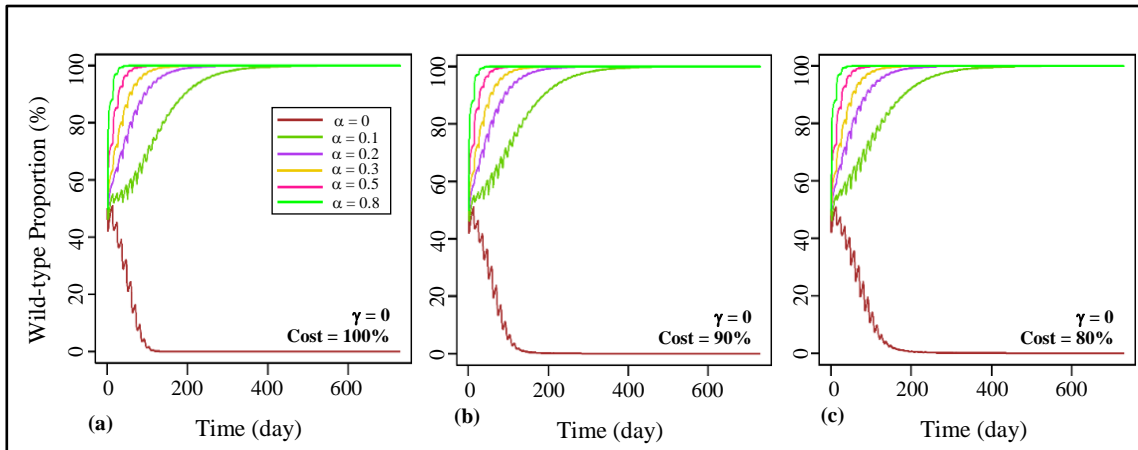 Wild-type Proportion (%)
100
80
60
40
20
0
α = 0
α = 0.1
α = 0.2
α = 0.3
α = 0.5
α = 0.8
γ = 0
Cost = 100%
0
200
400
600
(a)
Time (day)
100
80
60
40
20
0
γ = 0
Cost = 90%
0
200
400
600
(b)
Time (day)
100
80
60
40
20
0
γ = 0
Cost = 80%
0
200
400
600
(c)
Time (day)